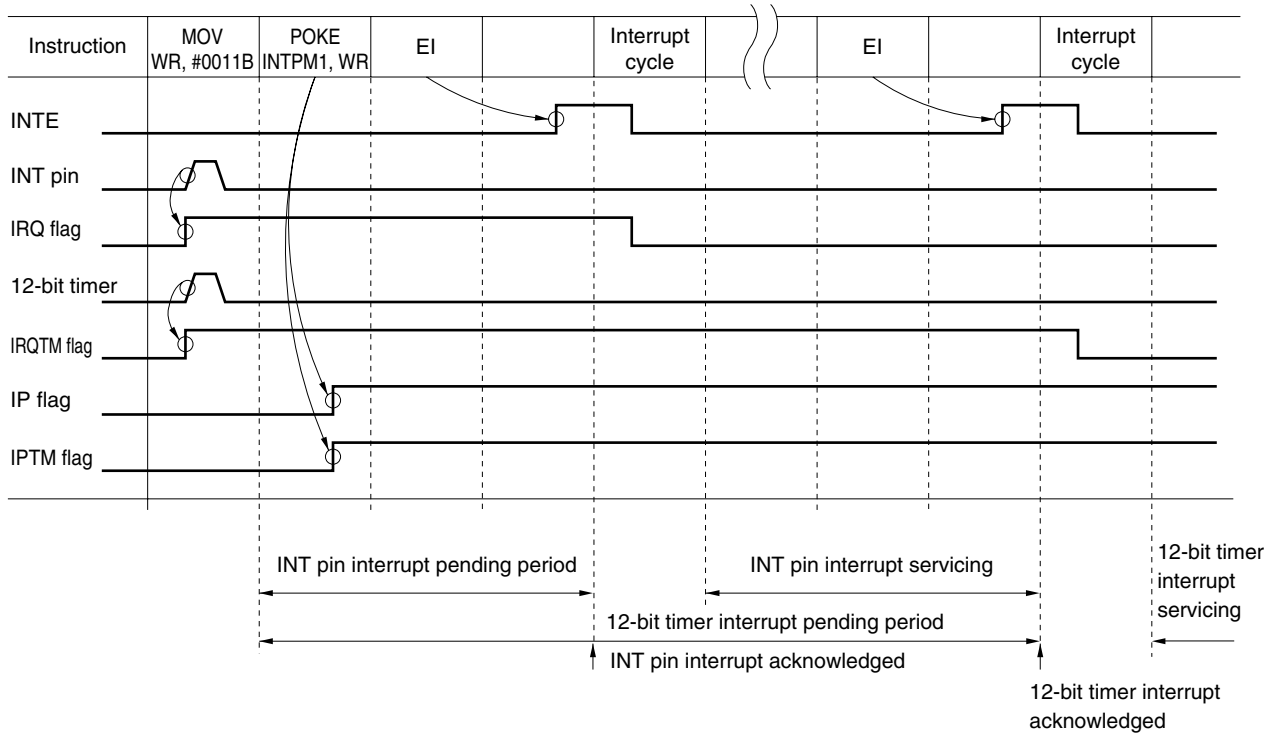 Instruction
MOV
WR, #0011B
POKE
INTPM1, WR
EI
Interrupt
cycle
EI
Interrupt
cycle
INTE
INT pin
IRQ flag
12-bit timer
IRQTM flag
IP flag
IPTM flag
INT pin interrupt pending period
INT pin interrupt servicing
12-bit timer
interrupt
servicing
12-bit timer interrupt pending period
INT pin interrupt acknowledged
12-bit timer interrupt
acknowledged